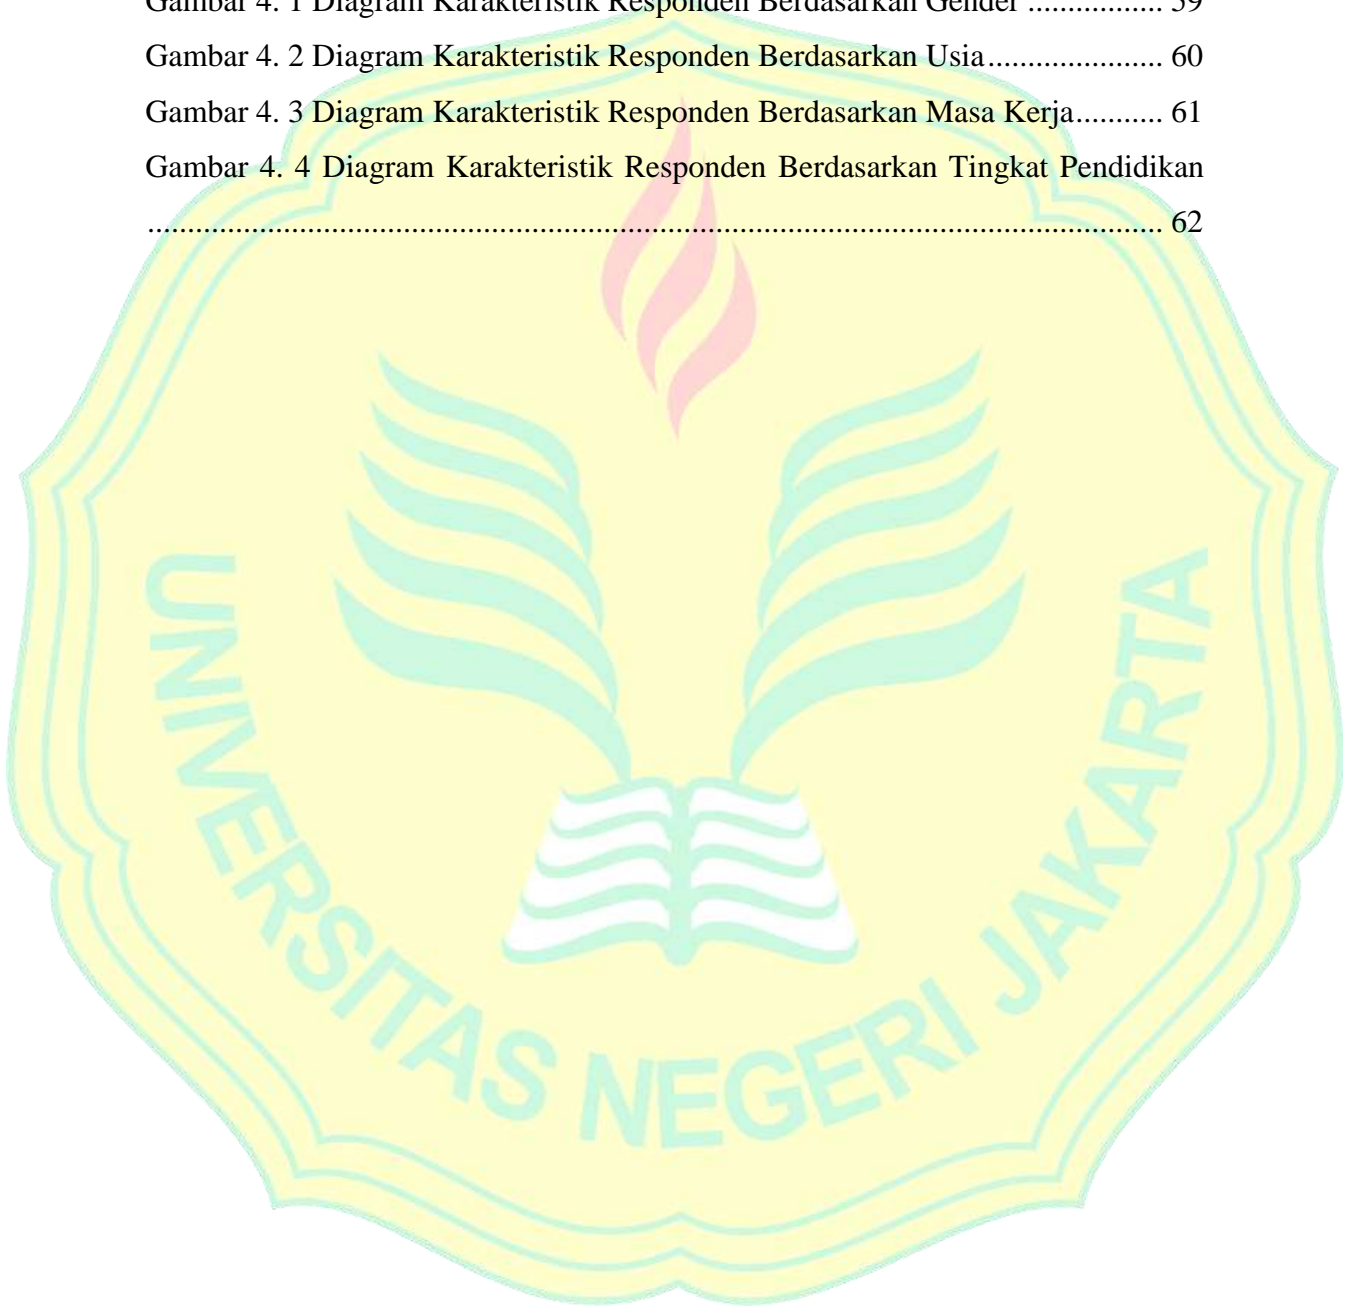 Gambar 4. 1 Diagram Karakteristik Responden Berdasarkan Gender ................. 59
Gambar 4. 2 Diagram Karakteristik Responden Berdasarkan Usia...................... 60
Gambar 4. 3 Diagram Karakteristik Responden Berdasarkan Masa Kerja........... 61
Gambar 4. 4 Diagram Karakteristik Responden Berdasarkan Tingkat Pendidikan
............................................................................................................................... 62
UNIVERSITAS NEGERI JAKARTA